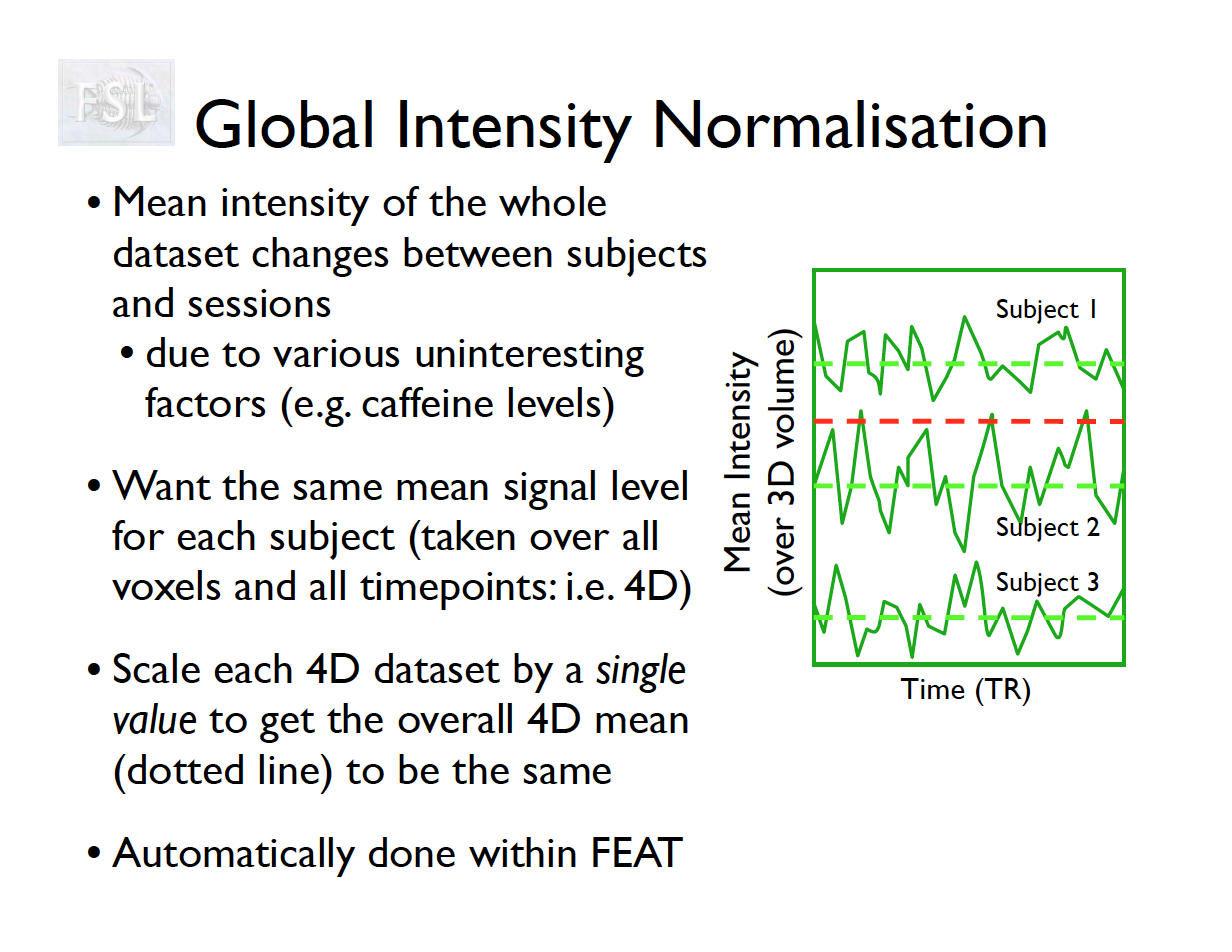 FSL
Global Intensity Normalisation
• Mean intensity of the whole
dataset changes between subjects
and sessions
• due to various uninteresting
factors (e.g. caffeine levels)
• Want the same mean signal level
for each subject (taken over all
voxels and all timepoints: i.e. 4D)
• Scale each 4D dataset by a single
value to get the overall 4D mean
(dotted line) to be the same
• Automatically done within FEAT
Mean Intensity
(over 3D volume)
Subject 1
Subject 2
Subject 3
Time (TR)